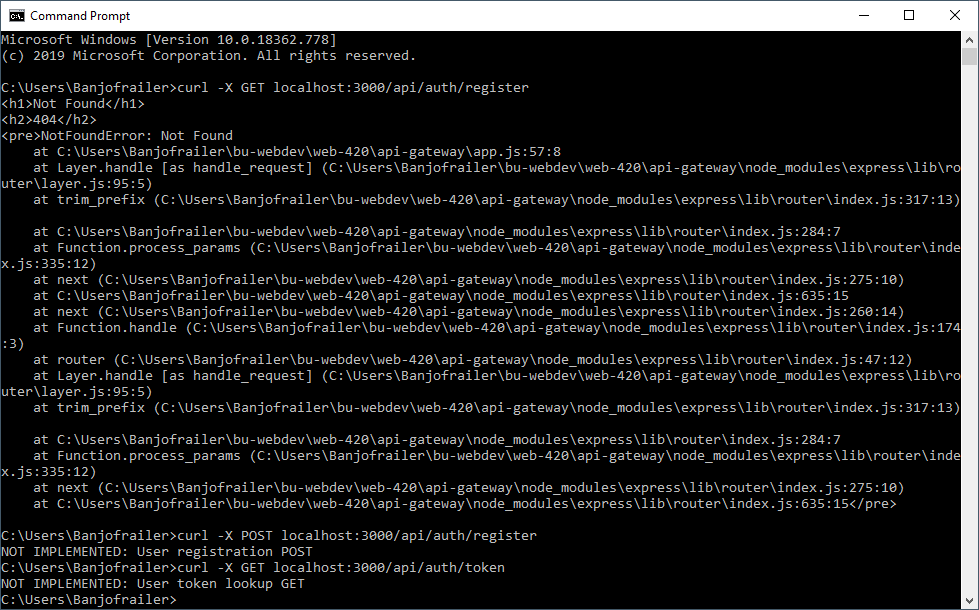 Command Prompt
Microsoft Windows [Version 10.0.18362.778]
(c) 2019 Microsoft Corporation. All rights reserved.
C:\Users\Banjofrailer>curl -X GET localhost:3000/api/auth/register
<h1>Not Found</h1>
<h2>404</h2>
<pre>NotFoundError: Not Found
    at C:\Users\Banjofrailer\bu-webdev\web-420\api-gateway\app.js:57:8
    at Layer.handle [as handle_request] (C:\Users\Banjofrailer\bu-webdev\web-420\api-gateway\node_modules\express\lib\ro
uter\layer.js:95:5)
    at trim_prefix (C:\Users\Banjofrailer\bu-webdev\web-420\api-gateway\node_modules\express\lib\router\index.js:317:13)
    at C:\Users\Banjofrailer\bu-webdev\web-420\api-gateway\node_modules\express\lib\router\index.js:284:7
    at Function.process_params (C:\Users\Banjofrailer\bu-webdev\web-420\api-gateway\node_modules\express\lib\router\inde
x.js:335:12)
    at next (C:\Users\Banjofrailer\bu-webdev\web-420\api-gateway\node_modules\express\lib\router\index.js:275:10)
    at C:\Users\Banjofrailer\bu-webdev\web-420\api-gateway\node_modules\express\lib\router\index.js:635:15
    at next (C:\Users\Banjofrailer\bu-webdev\web-420\api-gateway\node_modules\express\lib\router\index.js:260:14)
    at Function.handle (C:\Users\Banjofrailer\bu-webdev\web-420\api-gateway\node_modules\express\lib\router\index.js:174
:3)
    at router (C:\Users\Banjofrailer\bu-webdev\web-420\api-gateway\node_modules\express\lib\router\index.js:47:12)
    at Layer.handle [as handle_request] (C:\Users\Banjofrailer\bu-webdev\web-420\api-gateway\node_modules\express\lib\ro
uter\layer.js:95:5)
    at trim_prefix (C:\Users\Banjofrailer\bu-webdev\web-420\api-gateway\node_modules\express\lib\router\index.js:317:13)
    at C:\Users\Banjofrailer\bu-webdev\web-420\api-gateway\node_modules\express\lib\router\index.js:284:7
    at Function.process_params (C:\Users\Banjofrailer\bu-webdev\web-420\api-gateway\node_modules\express\lib\router\inde
x.js:335:12)
    at next (C:\Users\Banjofrailer\bu-webdev\web-420\api-gateway\node_modules\express\lib\router\index.js:275:10)
    at C:\Users\Banjofrailer\bu-webdev\web-420\api-gateway\node_modules\express\lib\router\index.js:635:15</pre>
C:\Users\Banjofrailer>curl -X POST localhost:3000/api/auth/register
NOT IMPLEMENTED: User registration POST
C:\Users\Banjofrailer>curl -X GET localhost:3000/api/auth/token
NOT IMPLEMENTED: User token lookup GET
C:\Users\Banjofrailer>